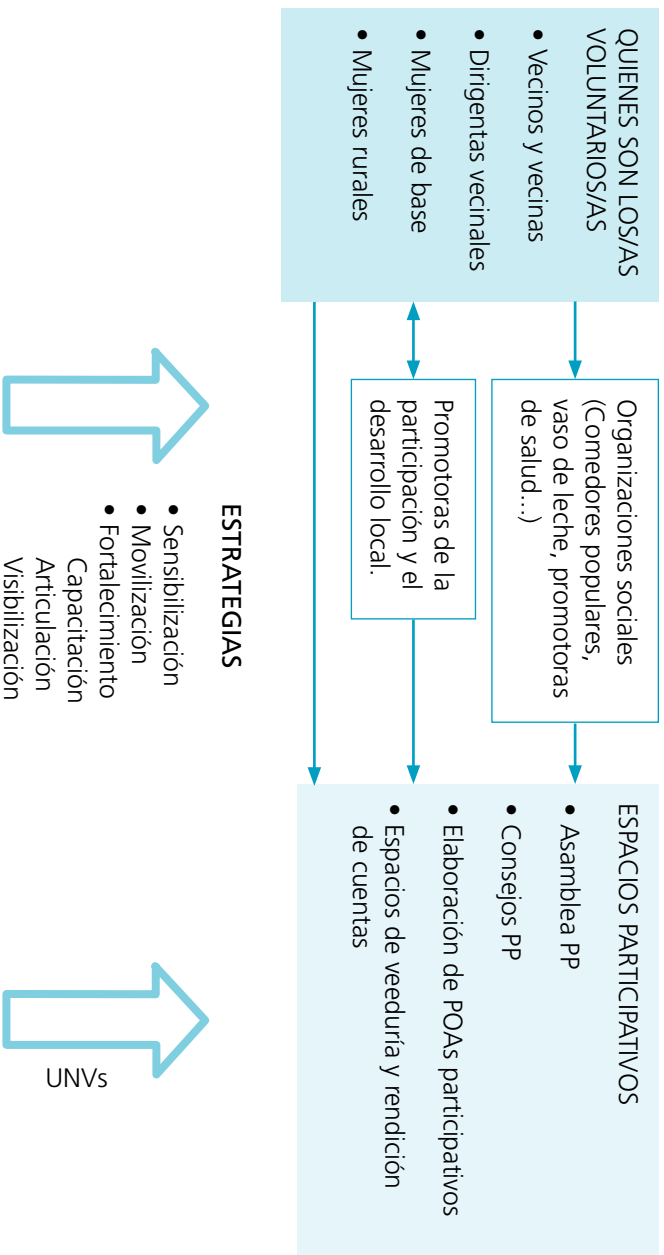 QUIENES SON LOS/AS
VOLUNTARIOS/AS
• Vecinos y vecinas
• Dirigentas vecinales
• Mujeres de base
• Mujeres rurales
Organizaciones sociales
(Comedores populares,
vaso de leche, promotoras
de salud...)
Promotoras de la
participación y el
desarrollo local.
ESPACIOS PARTICIPATIVOS
• Asamblea PP
• Consejos PP
• Elaboración de POAs participativos
• Espacios de veeduría y rendición
de cuentas
ESTRATEGIAS
• Sensibilización
• Movilización
• Fortalecimiento
Capacitación
Articulación
Visibilización
UNVs